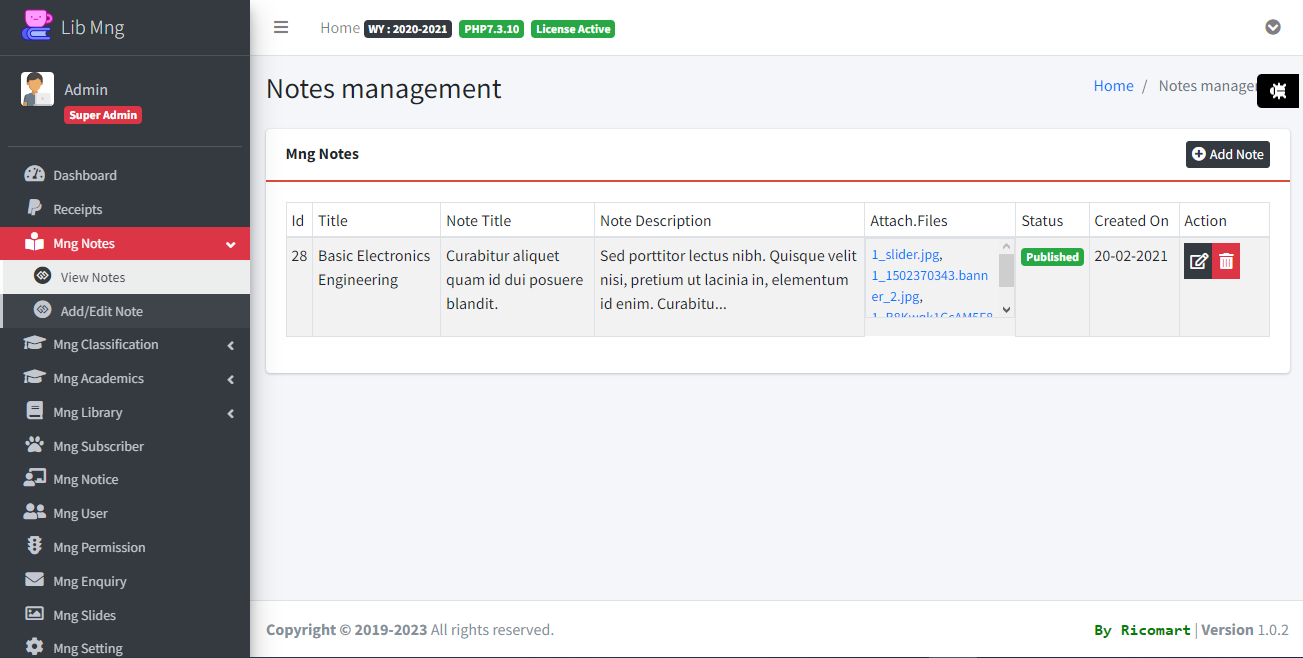 Lib Mng
Home WY : 2020-2021 PHP7.3.10 License Active
Admin
Super Admin
Dashboard
Receipts
Mng Notes
View Notes
Add/Edit Note
Mng Classification
Mng Academics
Mng Library
Mng Subscriber
Mng Notice
Mng User
Mng Permission
Mng Enquiry
Mng Slides
Mng Setting
Notes management
Home / Notes manage
Mng Notes
Add Note
Id Title Note Title Note Description Attach.Files Status Created On Action
28
Basic Electronics
Engineering
Curabitur aliquet
quam id dui posuere
blandit.
Sed porttitor lectus nibh. Quisque velit
nisi, pretium ut lacinia in, elementum
id enim. Curabitu...
1_slider.jpg,
1_1502370343.bann
er_2.jpg,
Published
20-02-2021
Copyright © 2019-2023 All rights reserved.
By Ricomart | Version 1.0.2